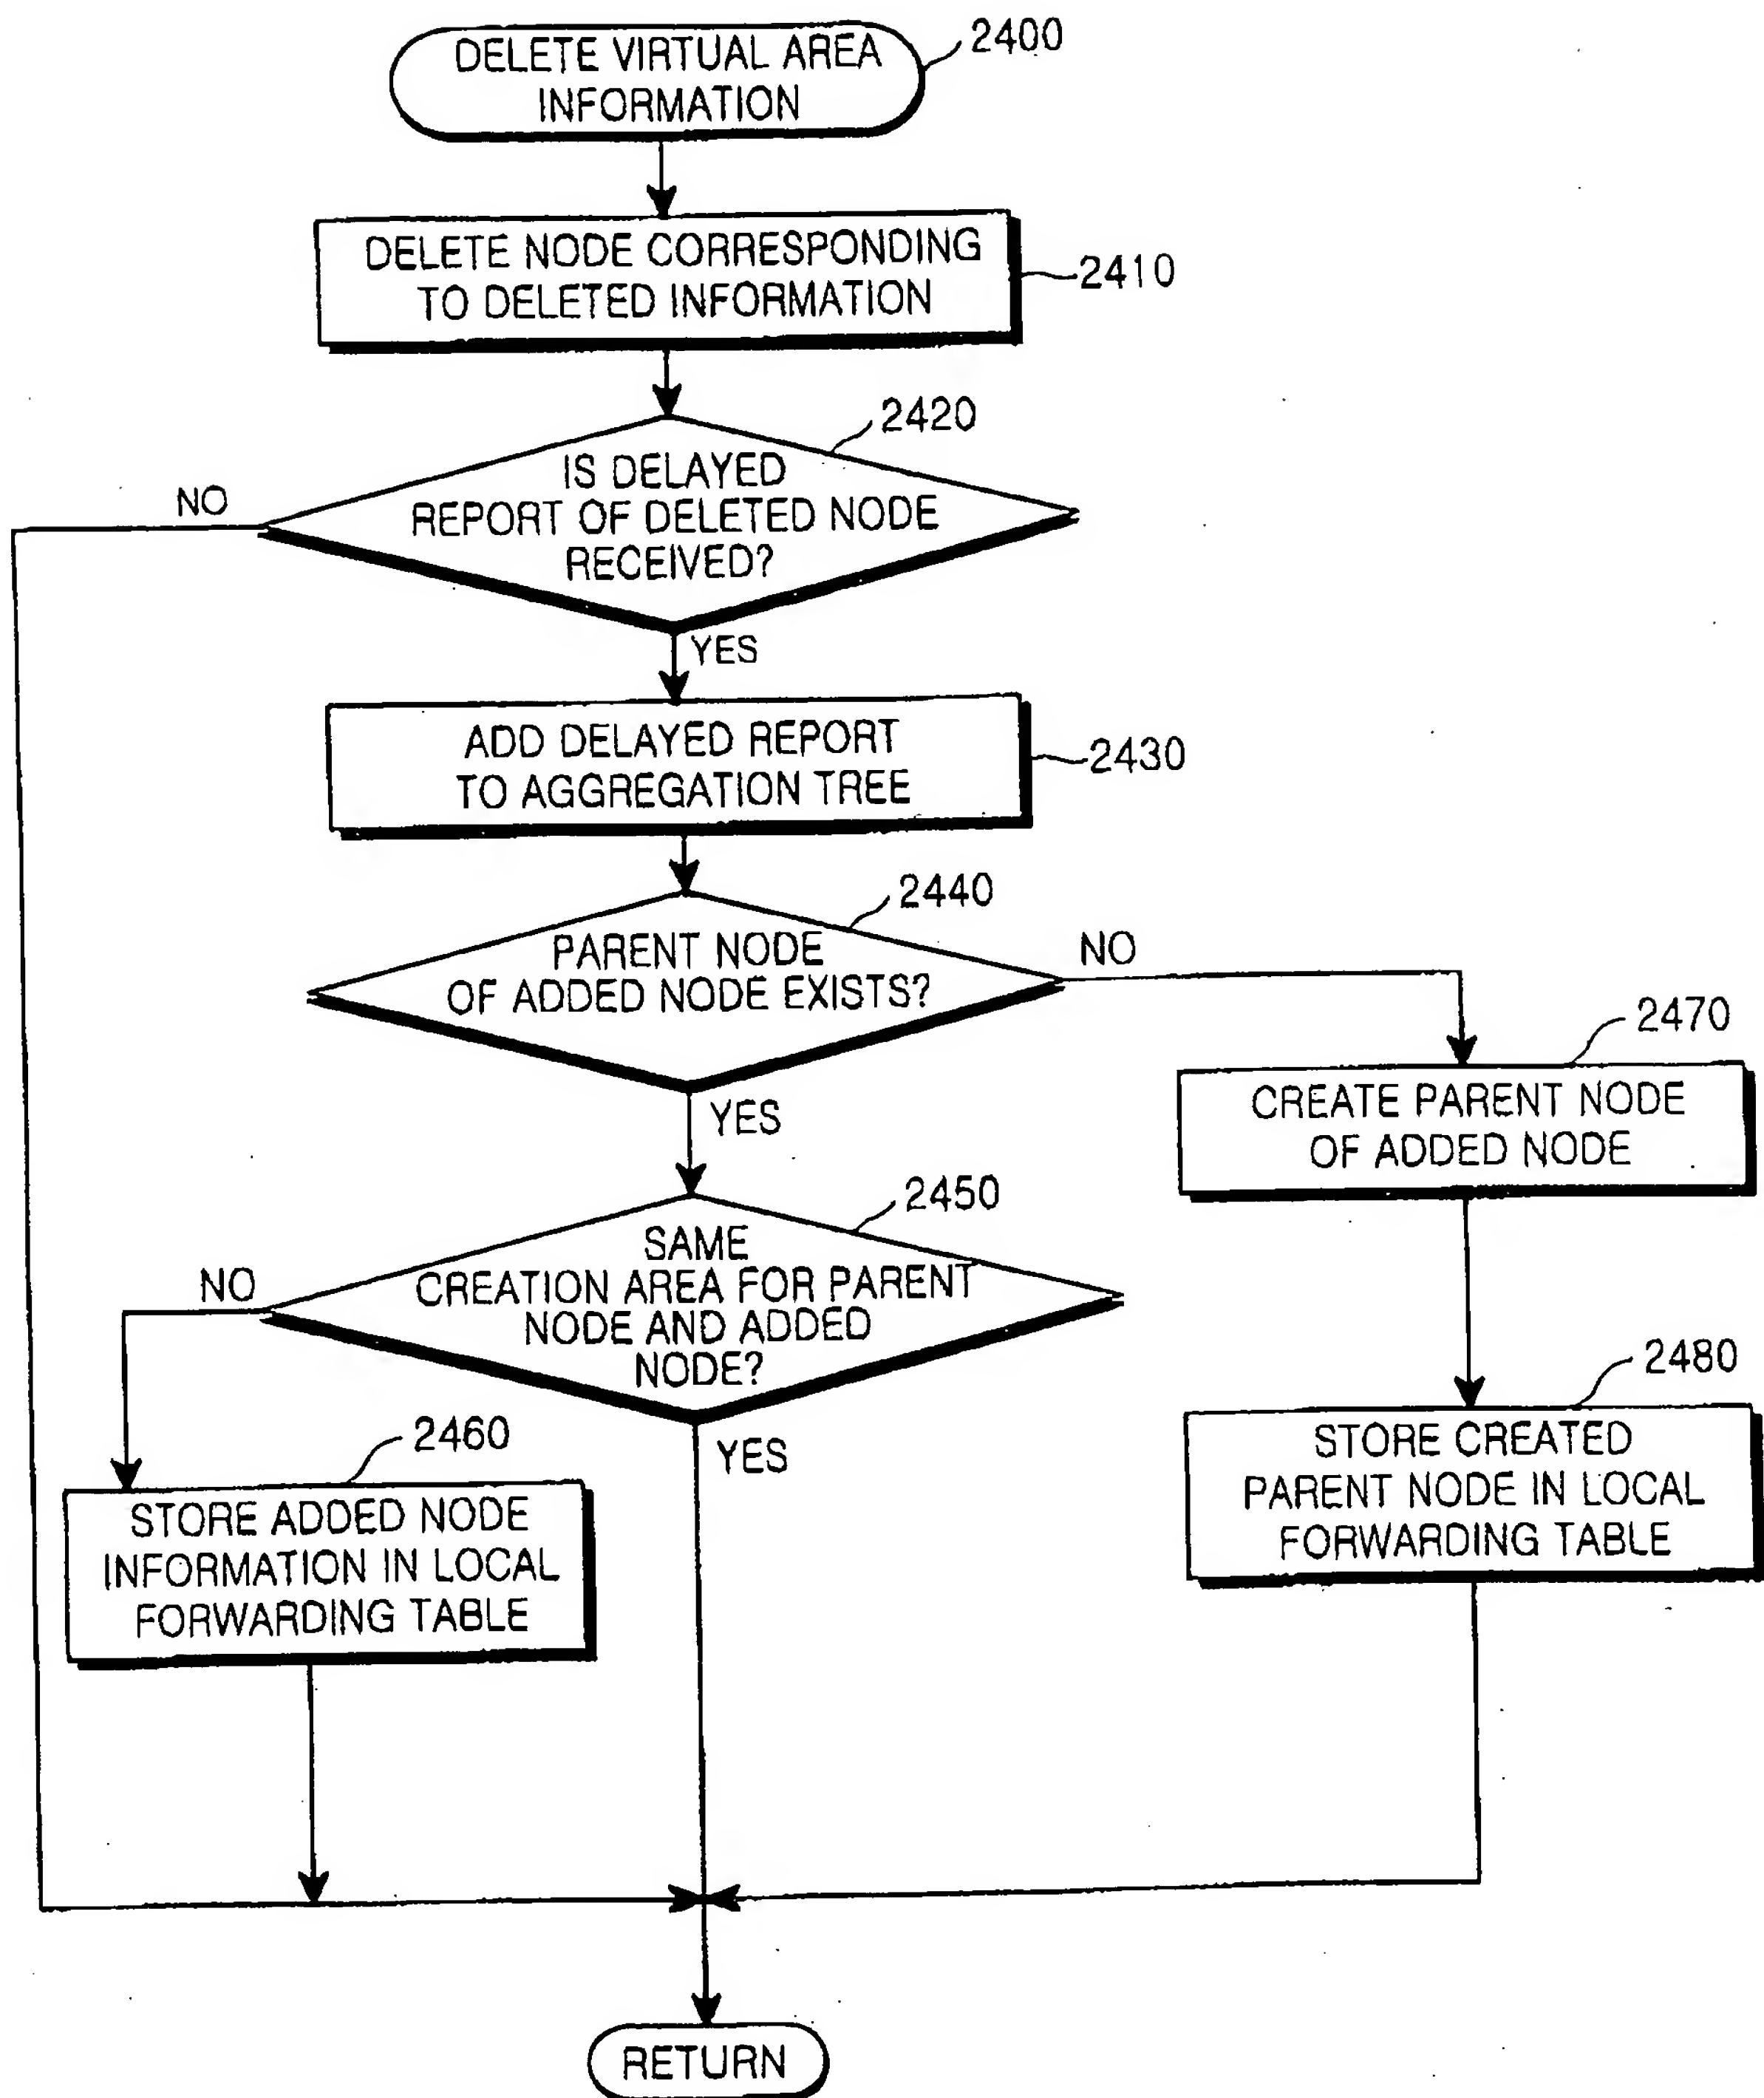 DELETE VIRTUAL AREA
INFORMATION
2400
DELETE NODE CORRESPONDING
TO DELETED INFORMATION
2410
2420
IS DELAYED
REPORT OF DELETED NODE
RECEIVED?
NO
YES
ADD DELAYED REPORT
TO AGGREGATION TREE
2430
2440
PARENT NODE
OF ADDED NODE EXISTS?
NO
YES
2470
CREATE PARENT NODE
OF ADDED NODE
2450
SAME
CREATION AREA FOR PARENT
NODE AND ADDED
NODE?
NO
YES
2460
STORE ADDED NODE
INFORMATION IN LOCAL
FORWARDING TABLE
2480
STORE CREATED
PARENT NODE IN LOCAL
FORWARDING TABLE
RETURN